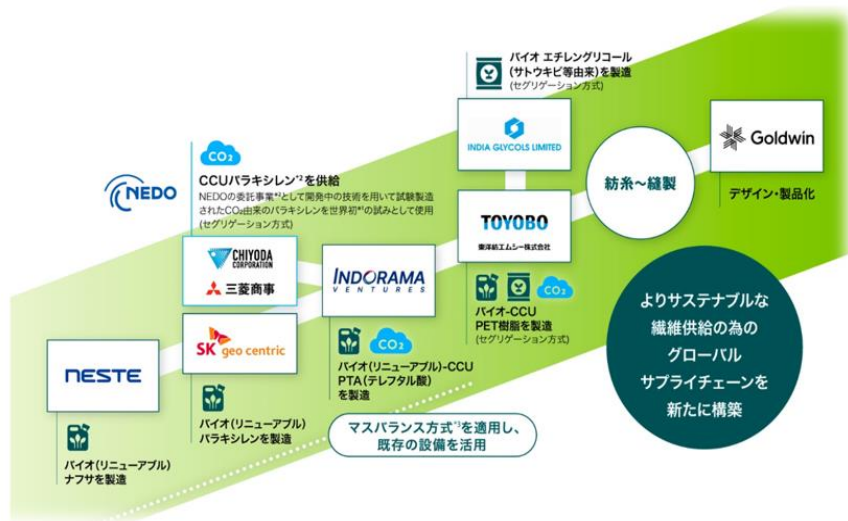 バイオ エチレングリコール
(サトウキビ等由来)を製造
(セグリゲーション方式)
INDIA GLYCOLS LIMITED
Goldwin
デザイン・製品化
紡糸～縫製
CO2
CCUパラキシレン*2を供給
NEDOの委託事業*2として開発中の技術を用いて試験製造
されたCO2由来のパラキシレンを世界初*1の試みとして使用
(セグリゲーション方式)
NEDO
CHIYODA
CORPORATION
三菱商事
INDORAMA
VENTURES
TOYOBO
東洋紡エムシー株式会社
CO2
バイオ-CCU
PET樹脂を製造
(セグリゲーション方式)
SK geo centric
バイオ(リニューアブル)
パラキシレンを製造
CO2
バイオ(リニューアブル)-CCU
PTA(テレフタル酸)
を製造
NESTE
バイオ(リニューアブル)
ナフサを製造
マスバランス方式*3を適用し、
既存の設備を活用
よりサステナブルな
繊維供給の為の
グローバル
サプライチェーンを
新たに構築